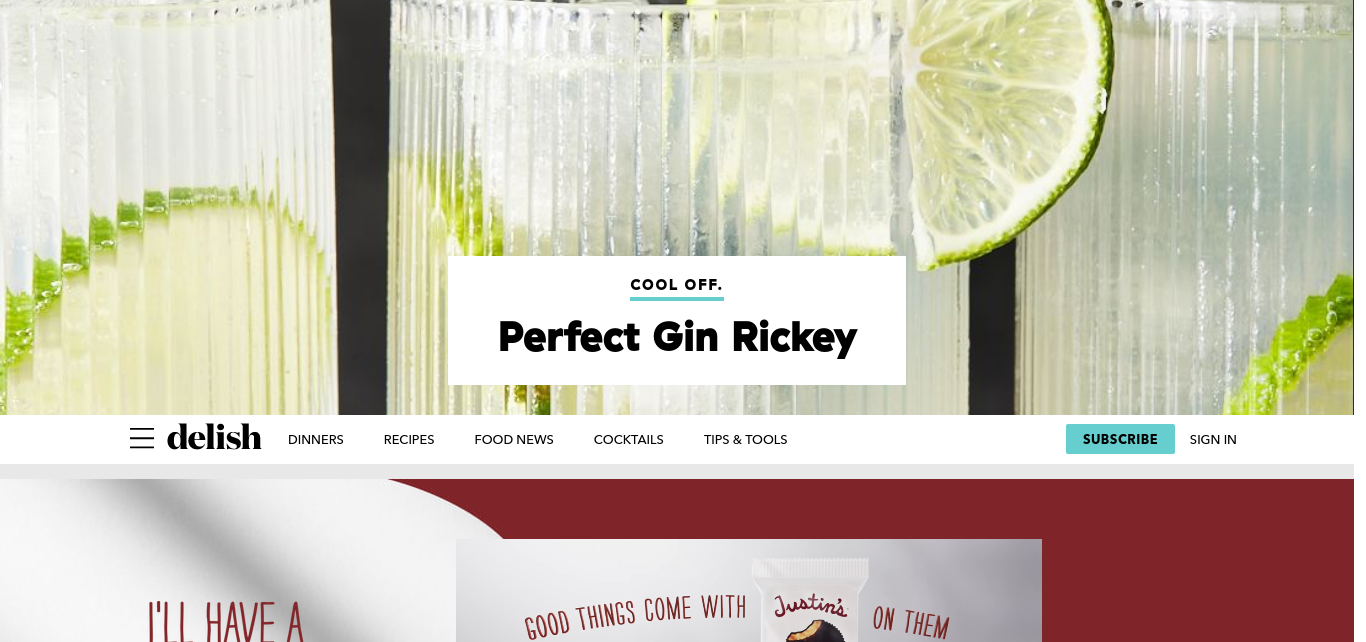 COOL OFF.
Perfect Gin Rickey
delish
DINNERS
RECIPES
FOOD NEWS
COCKTAILS
TIPS & TOOLS
SUBSCRIBE
SIGN IN
I'LL HAVE A
GOOD THINGS COME WITH
Justin's
ON THEM